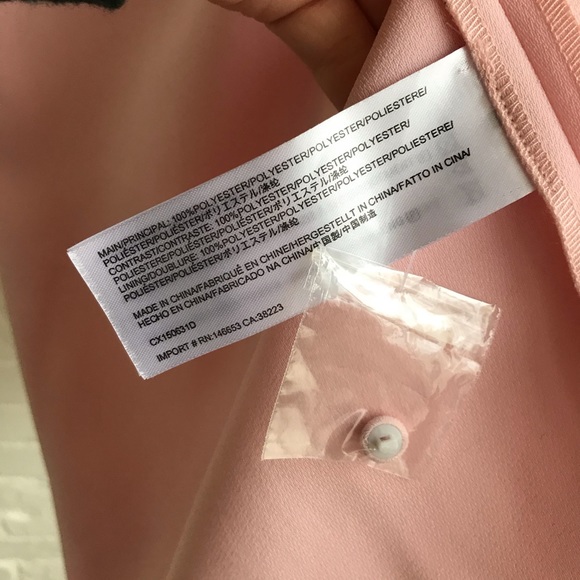 MAIN/PRINCIPAL: 100%POLYESTER/POLYESTER/POLYESTER/POLIESTERE/
POLIÉSTER/POLIÉSTER/ポリエステル/涤纶
CONTRAST/CONTRASTE: 100%POLYESTER/POLYESTER/POLYESTER/
POLIESTERE/POLIÉSTER/POLIÉSTER/ポリエステル/涤纶
LINING/DOUBLURE: 100%POLYESTER/POLYESTER/POLYESTER/POLIESTERE/
POLIÉSTER/POLIÉSTER/ポリエステル/涤纶
MADE IN CHINA/FABRIQUÉ EN CHINE/HERGESTELLT IN CHINA/FATTO IN CINA/
HECHO EN CHINA/FABRICADO NA CHINA/中国製/中国制造
CX150631D
IMPORT # RN:146653 CA:38223